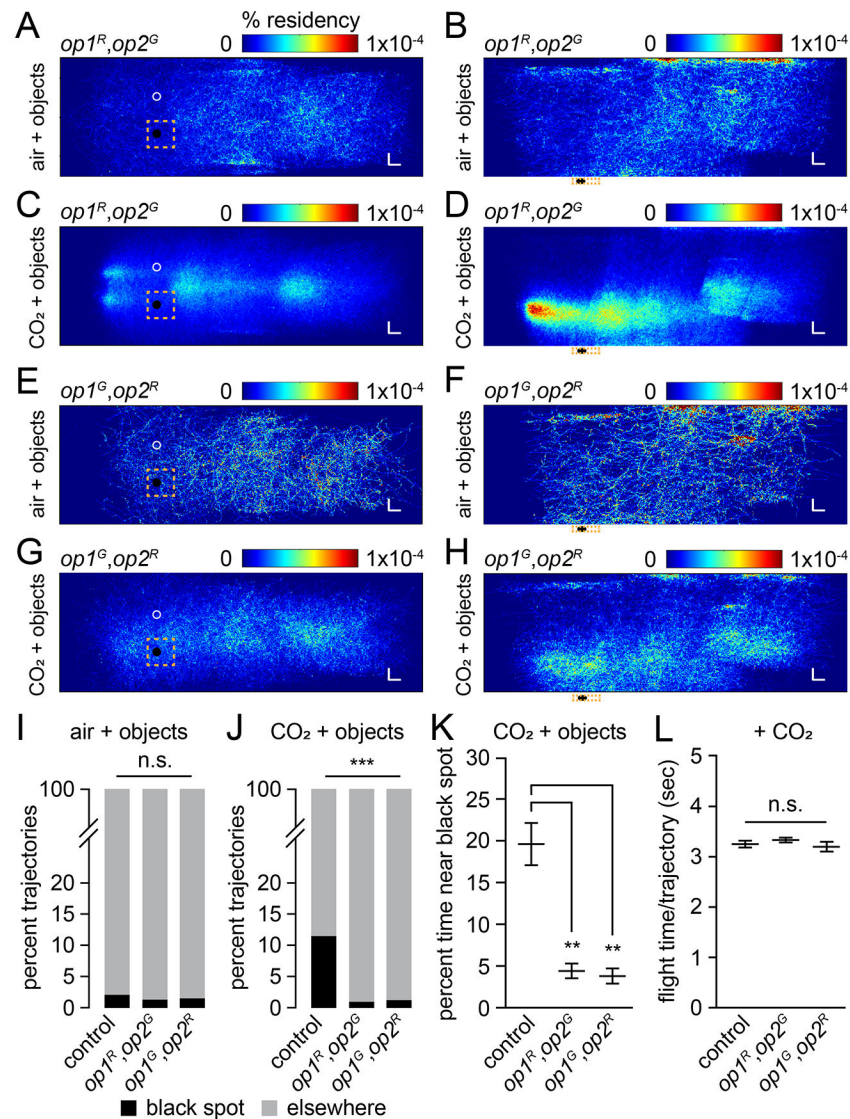 A
% residency
op1ᴿ,op2ᴳ
0
1x10⁻⁴
air + objects
B
op1ᴿ,op2ᴳ
0
1x10⁻⁴
air + objects
C
op1ᴿ,op2ᴳ
0
1x10⁻⁴
CO₂ + objects
D
op1ᴿ,op2ᴳ
0
1x10⁻⁴
CO₂ + objects
E
op1ᴳ,op2ᴿ
0
1x10⁻⁴
air + objects
F
op1ᴳ,op2ᴿ
0
1x10⁻⁴
air + objects
G
op1ᴳ,op2ᴿ
0
1x10⁻⁴
CO₂ + objects
H
op1ᴳ,op2ᴿ
0
1x10⁻⁴
CO₂ + objects
I
air + objects
n.s.
percent trajectories
100
20
15
10
5
0
control
op1ᴿ,op2ᴳ
op1ᴳ,op2ᴿ
J
CO₂ + objects
***
percent trajectories
100
20
15
10
5
0
control
op1ᴿ,op2ᴳ
op1ᴳ,op2ᴿ
black spot
elsewhere
K
CO₂ + objects
percent time near black spot
30
25
20
15
10
5
0
**
**
control
op1ᴿ,op2ᴳ
op1ᴳ,op2ᴿ
L
+ CO₂
flight time/trajectory (sec)
5
4
3
2
1
0
n.s.
control
op1ᴿ,op2ᴳ
op1ᴳ,op2ᴿ